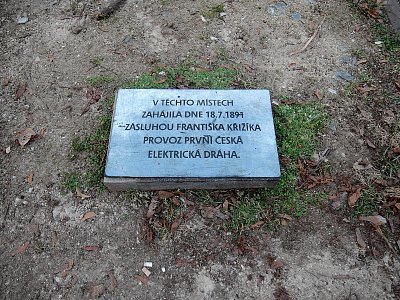 V TĚCHTO MÍSTECH
ZAHÁJILA DNE 18.7.1891
ZÁSLUHOU FRANTIŠKA KŘIŽÍKA
PROVOZ PRVNÍ ČESKÁ
ELEKTRICKÁ DRÁHA.